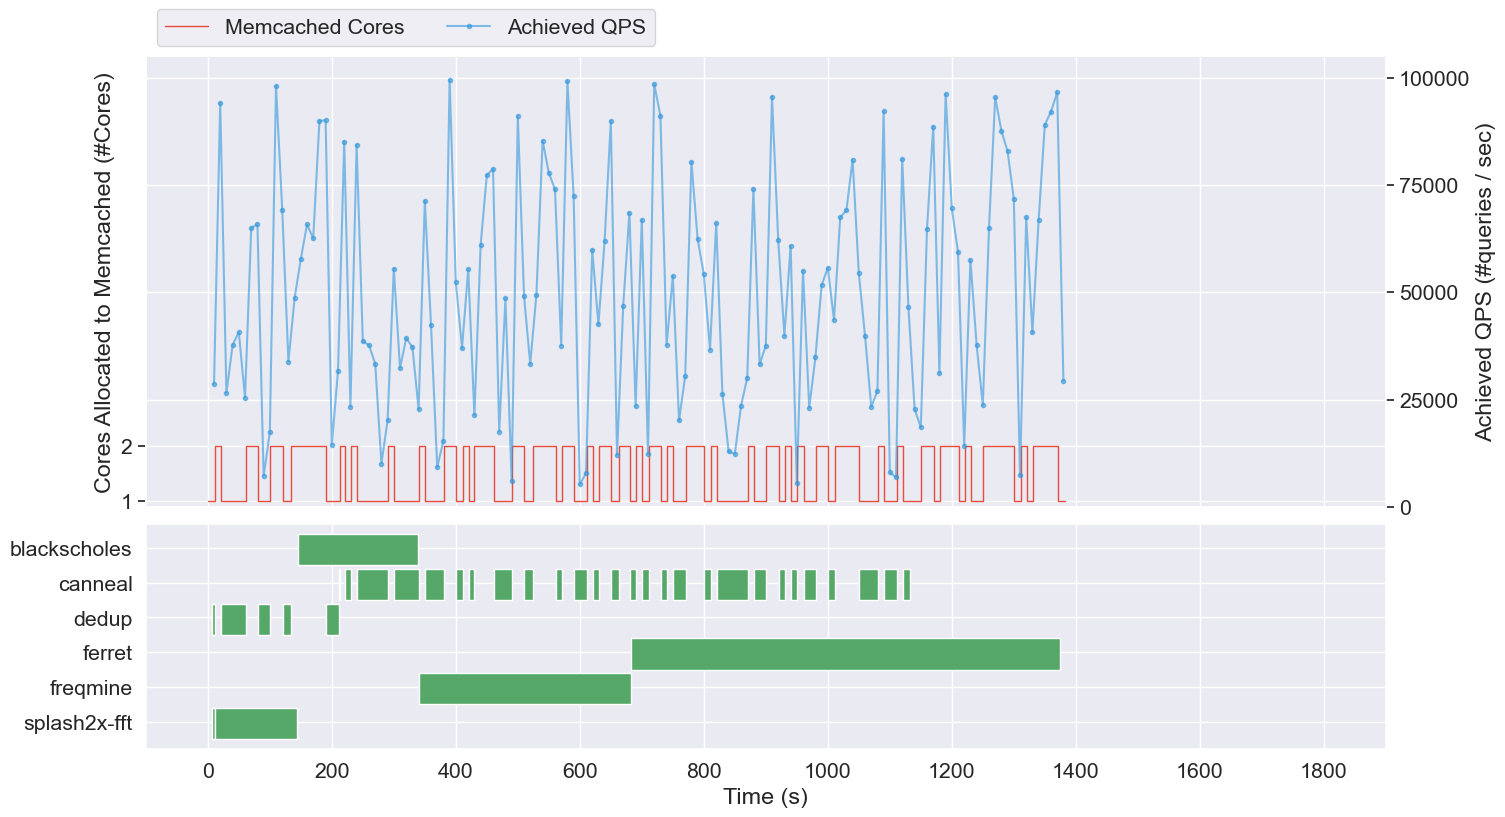 Memcached Cores
Achieved QPS
Cores Allocated to Memcached (#Cores)
2
1
100000
75000
50000
25000
0
Achieved QPS (#queries / sec)
blackscholes
canneal
dedup
ferret
freqmine
splash2x-fft
0 200 400 600 800 1000 1200 1400 1600 1800
Time (s)